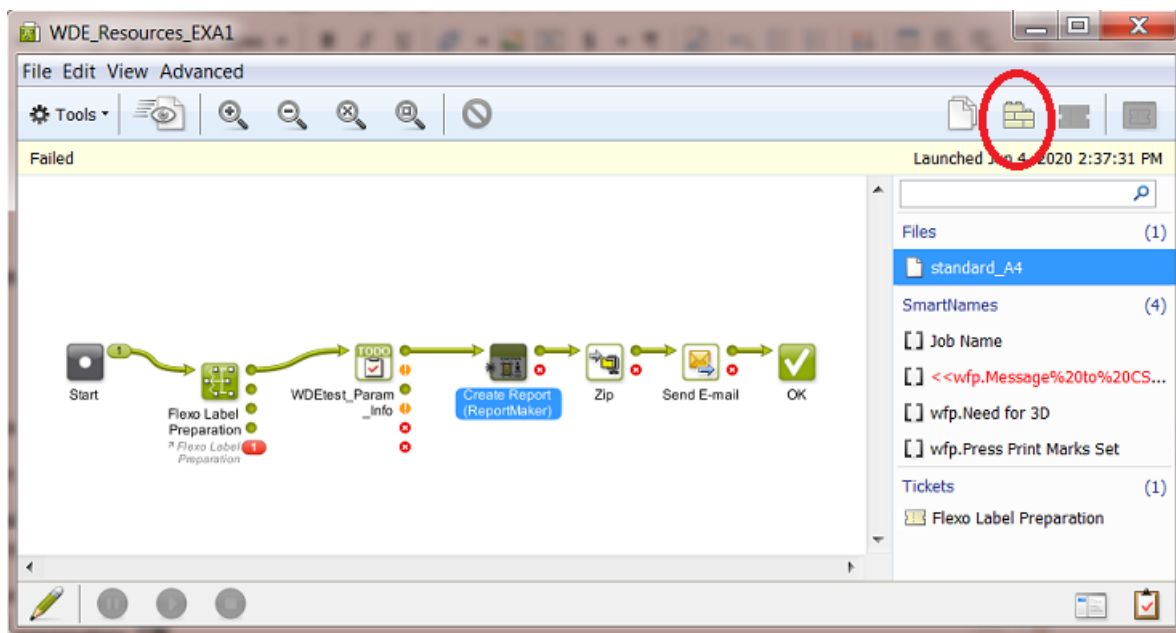 WDE_Resources_EXA1
File Edit View Advanced
Tools
Failed
Launched Jun 4, 2020 2:37:31 PM
Files (1)
standard_A4
SmartNames (4)
[ ] Job Name
[ ] <<wfp.Message%20to%20CS...
[ ] wfp.Need for 3D
[ ] wfp.Press Print Marks Set
Tickets (1)
Flexo Label Preparation
1
Start
Flexo Label
Preparation
Flexo Label
Preparation
1
TODO
WDEtest_Param
_Info
Create Report
(ReportMaker)
Zip
Send E-mail
OK